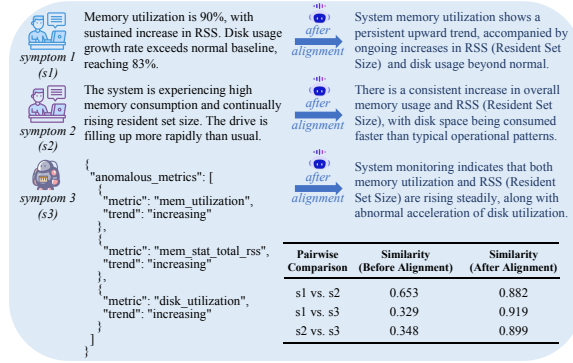 Memory utilization is 90%, with
sustained increase in RSS. Disk usage
growth rate exceeds normal baseline,
reaching 83%.
symptom 1
(s1)
after
alignment
System memory utilization shows a
persistent upward trend, accompanied by
ongoing increases in RSS (Resident Set
Size) and disk usage beyond normal.
The system is experiencing high
memory consumption and continually
rising resident set size. The drive is
filling up more rapidly than usual.
symptom 2
(s2)
after
alignment
There is a consistent increase in overall
memory usage and RSS (Resident Set
Size), with disk space being consumed
faster than typical operational patterns.
symptom 3
(s3)
{
"anomalous_metrics": [
{
"metric": "mem_utilization",
"trend": "increasing"
},
{
"metric": "mem_stat_total_rss",
"trend": "increasing"
},
{
"metric": "disk_utilization",
"trend": "increasing"
}
]
}
after
alignment
System monitoring indicates that both
memory utilization and RSS (Resident
Set Size) are rising steadily, along with
abnormal acceleration of disk utilization.
Pairwise Comparison Similarity (Before Alignment) Similarity (After Alignment)
s1 vs. s2 0.653 0.882
s1 vs. s3 0.329 0.919
s2 vs. s3 0.348 0.899